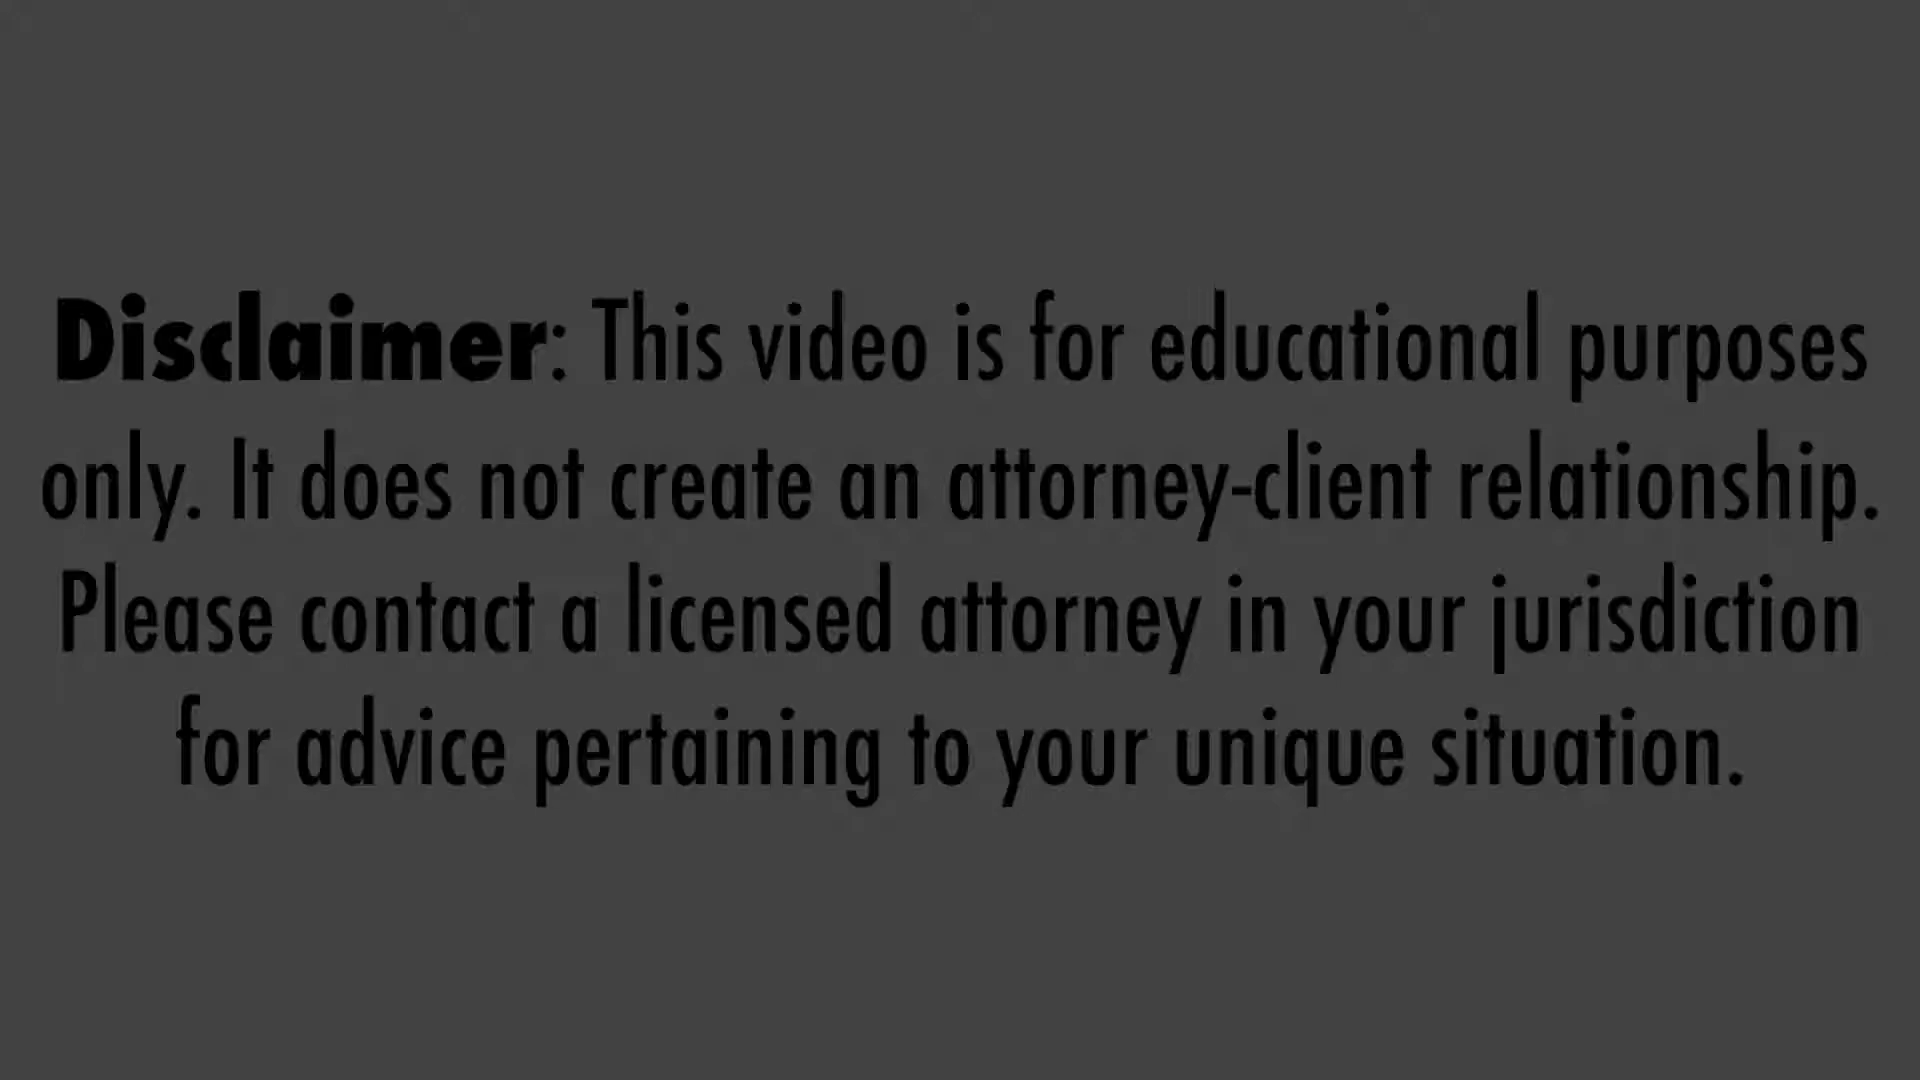 Disclaimer: This video is for educational purposes
only. It does not create an attorney-client relationship.
Please contact a licensed attorney in your jurisdiction
for advice pertaining to your unique situation.